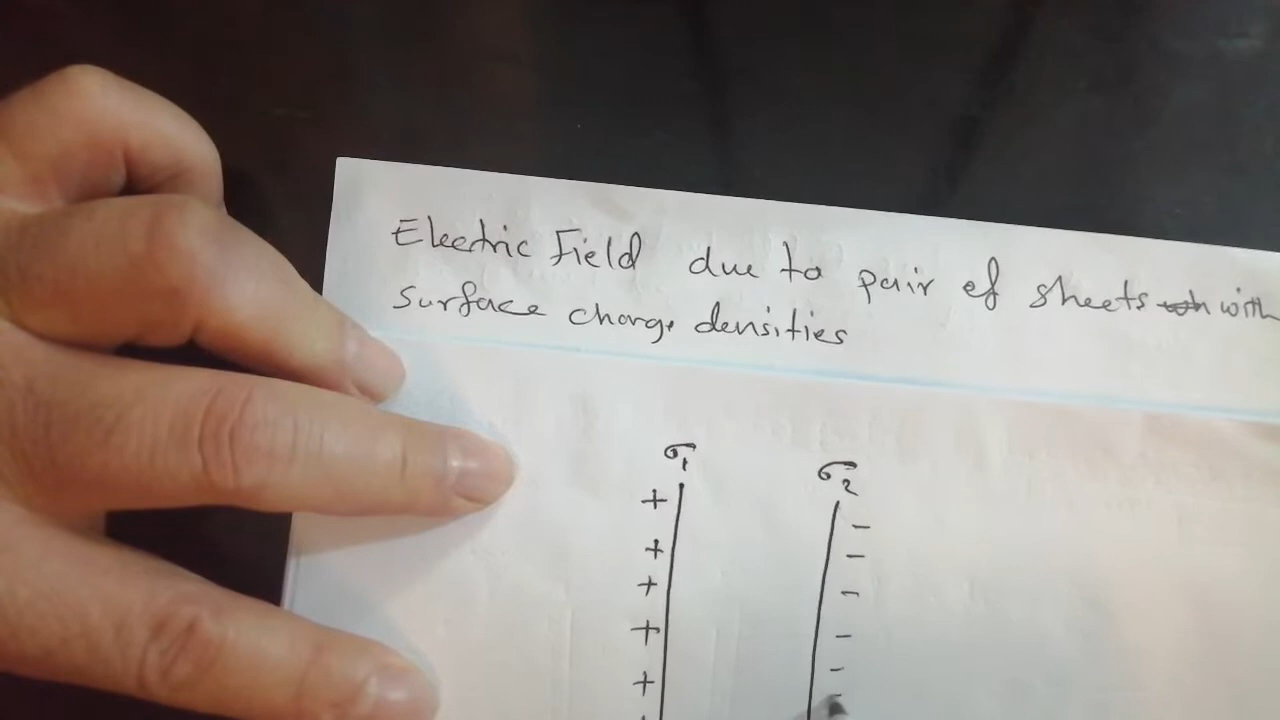 Electric Field due to pair of sheets with
surface charge densities
σ₁ σ₂
+ −
+ −
+ −
+ −
+ −